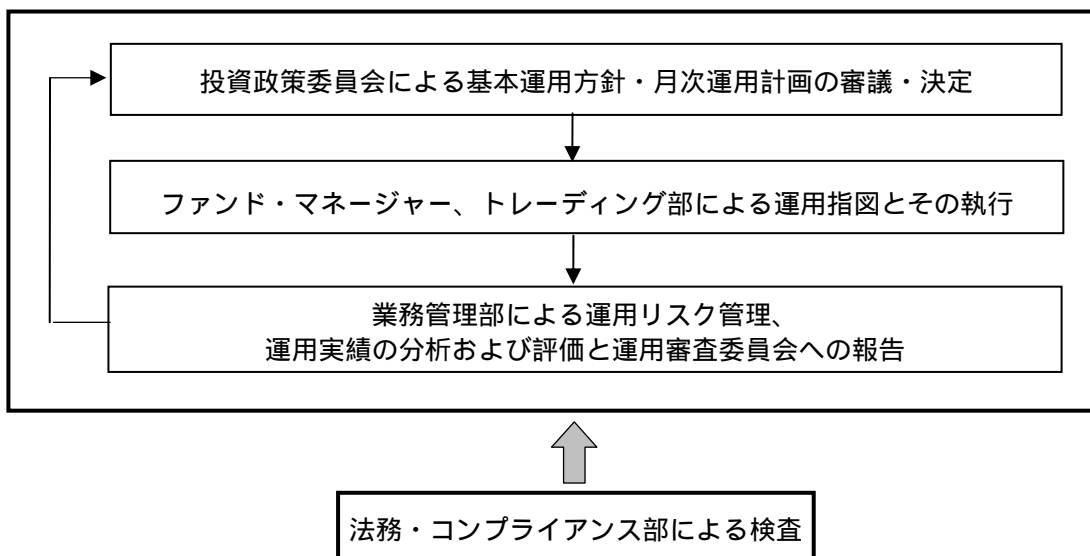 投資政策委員会による基本運用方針・月次運用計画の審議・決定
ファンド・マネージャー、トレーディング部による運用指図とその執行
業務管理部による運用リスク管理、
運用実績の分析および評価と運用審査委員会への報告
法務・コンプライアンス部による検査